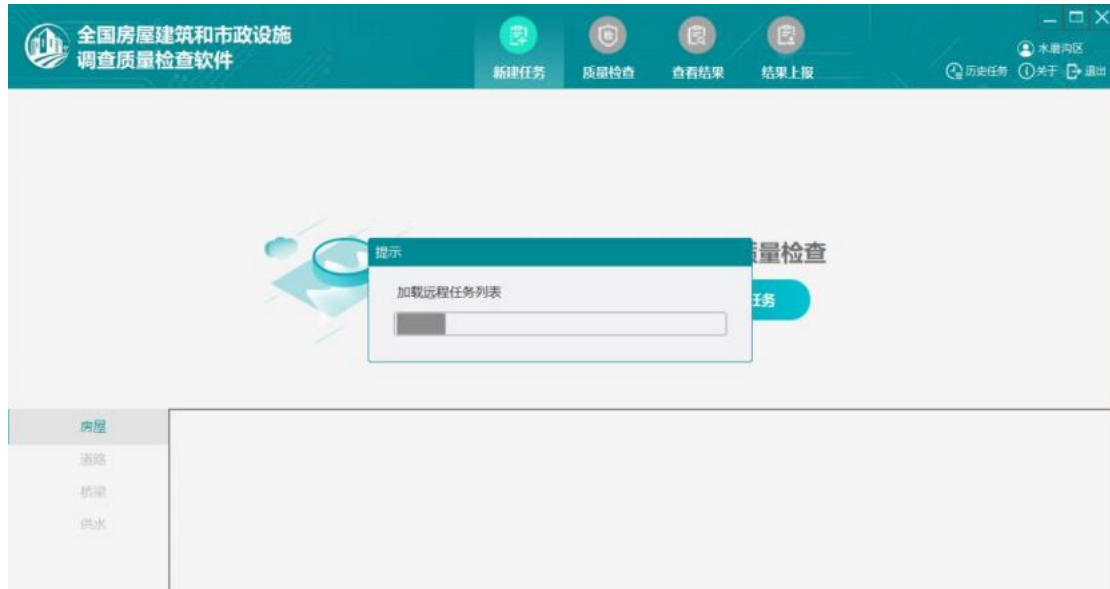 全国房屋建筑和市政设施
调查质量检查软件
新建任务
质量检查
查看结果
结果上报
水磨沟区
历史任务
关于
退出
质量检查
任务
提示
加载远程任务列表
房屋
道路
桥梁
供水